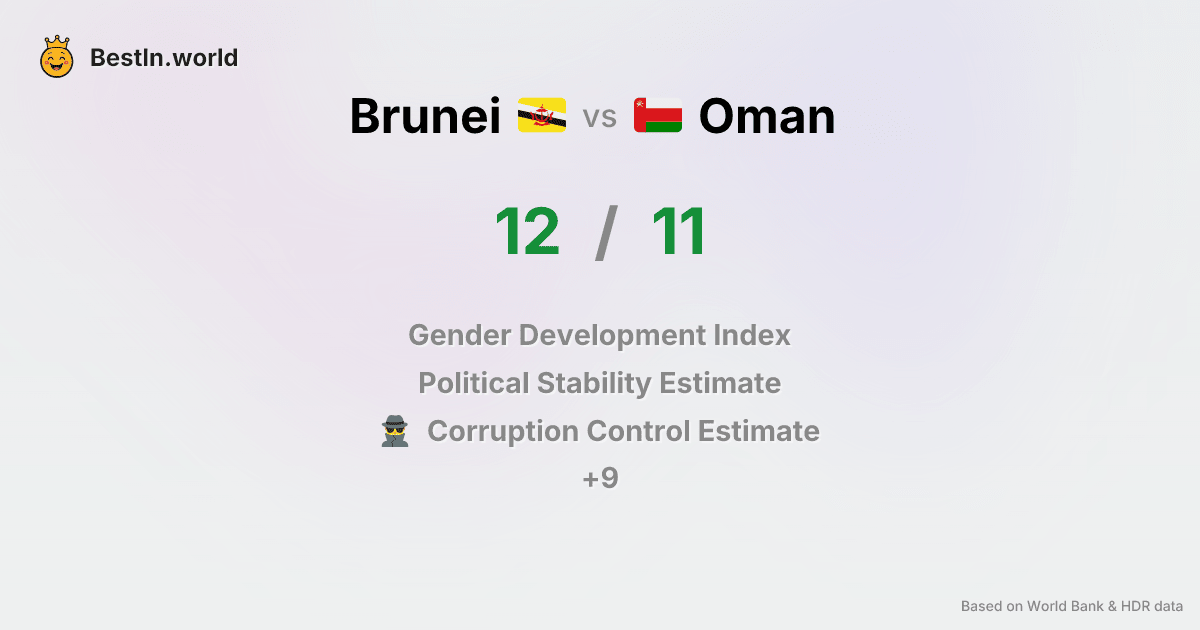 BestIn.world
Brunei vs Oman
12 / 11
Gender Development Index
Political Stability Estimate
Corruption Control Estimate
+9
Based on World Bank & HDR data